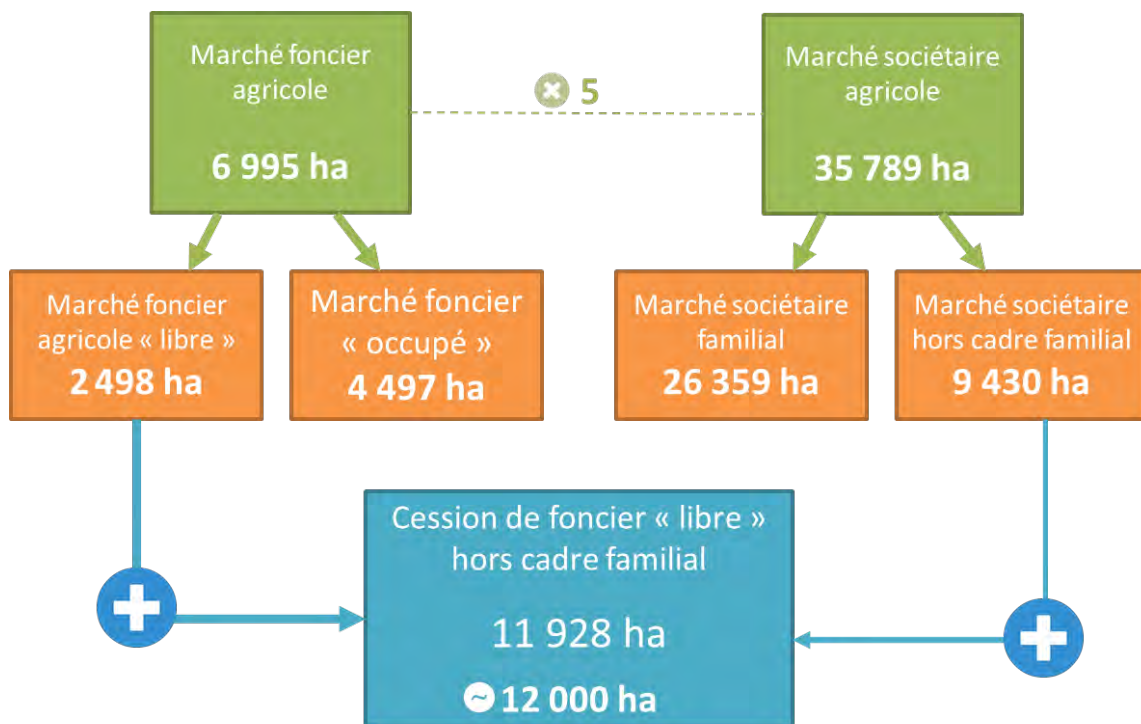 Marché foncier
agricole
6 995 ha
5
Marché sociétaire
agricole
35 789 ha
Marché foncier
agricole « libre »
2 498 ha
Marché foncier
« occupé »
4 497 ha
Marché sociétaire
familial
26 359 ha
Marché sociétaire
hors cadre familial
9 430 ha
Cession de foncier « libre »
hors cadre familial
11 928 ha
~ 12 000 ha